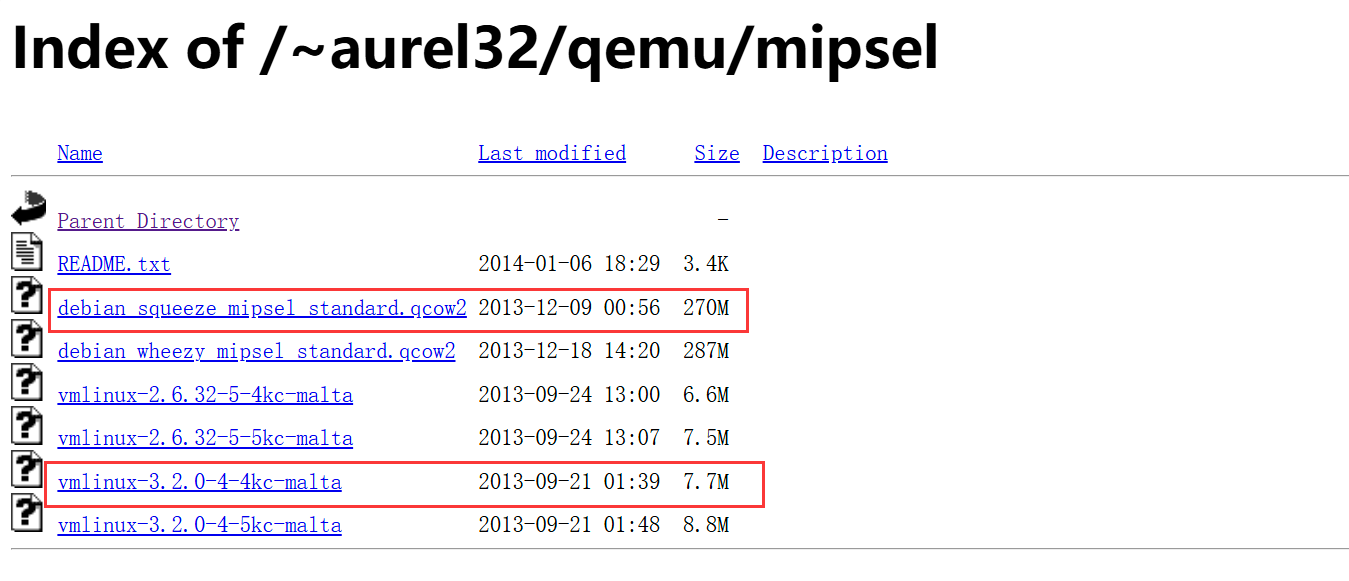 Index of /~aurel32/qemu/mipsel
Name Last modified Size Description
Parent Directory -
README.txt 2014-01-06 18:29 3.4K
debian_squeeze_mipsel_standard.qcow2 2013-12-09 00:56 270M
debian_wheezy_mipsel_standard.qcow2 2013-12-18 14:20 287M
vmlinux-2.6.32-5-4kc-malta 2013-09-24 13:00 6.6M
vmlinux-2.6.32-5-5kc-malta 2013-09-24 13:07 7.5M
vmlinux-3.2.0-4-4kc-malta 2013-09-21 01:39 7.7M
vmlinux-3.2.0-4-5kc-malta 2013-09-21 01:48 8.8M